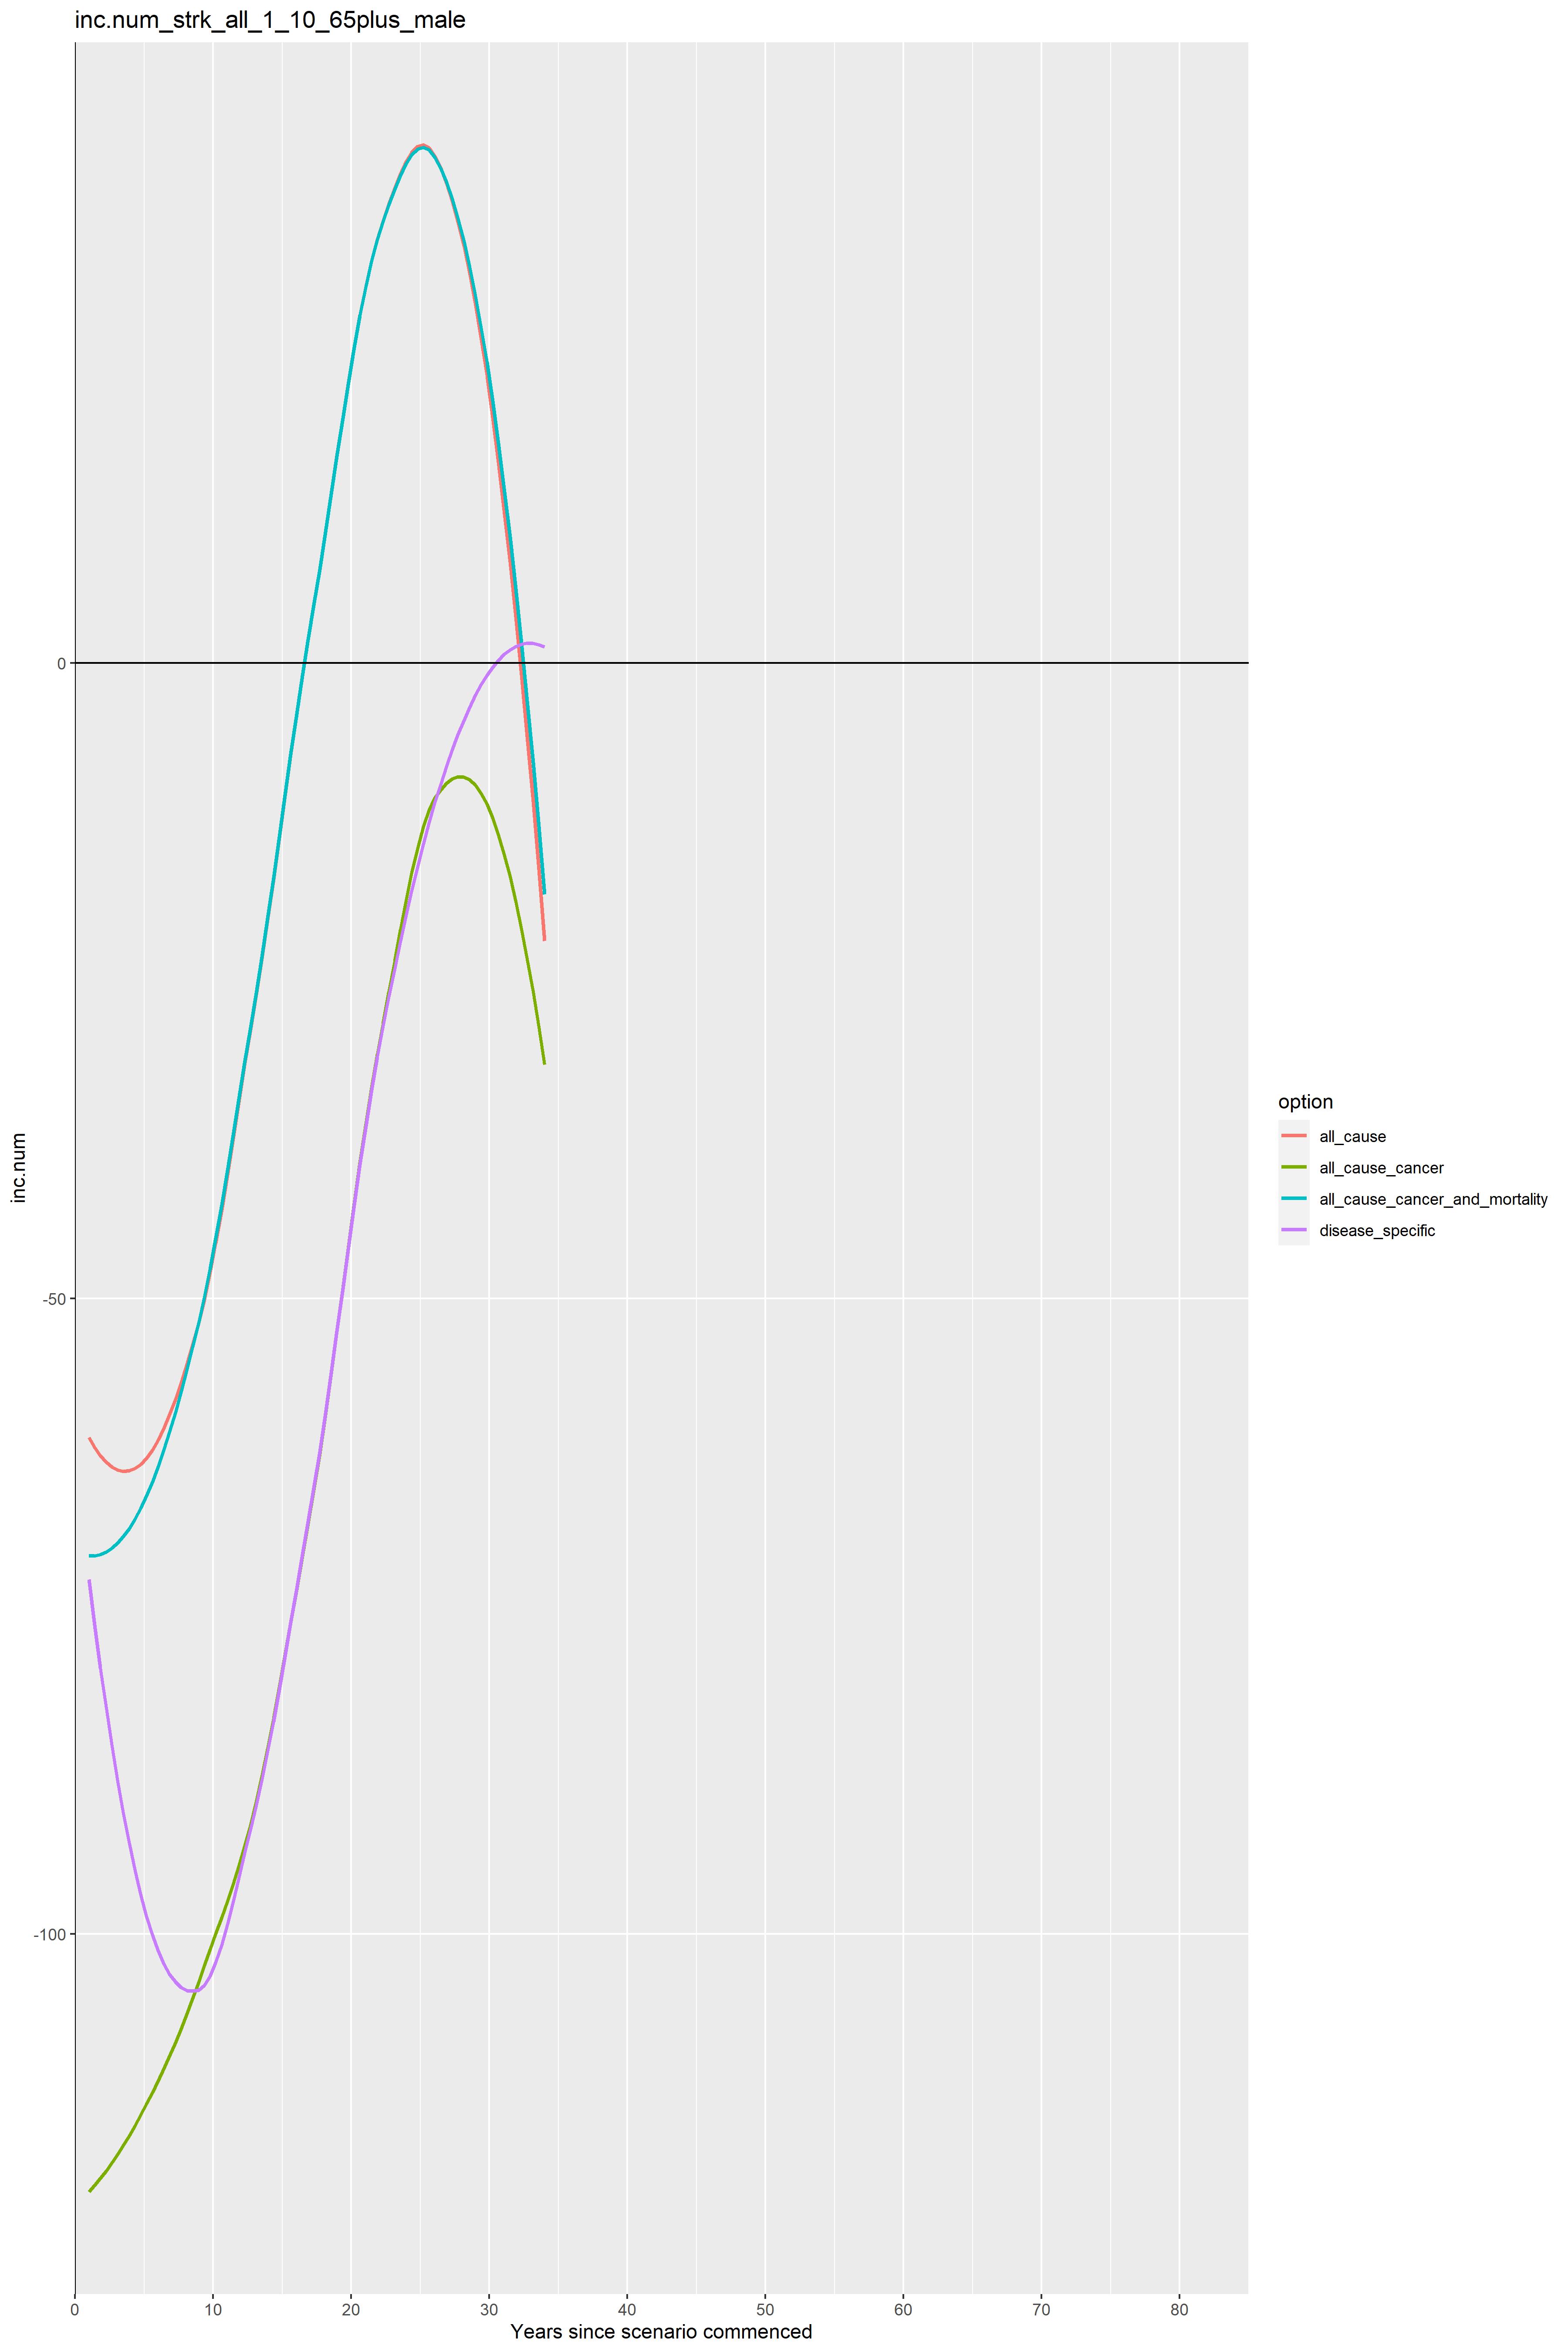 inc.num_strk_all_1_10_65plus_male
0
-50
-100
inc.num
0 10 20 30 40 50 60 70 80
Years since scenario commenced
option
all_cause
all_cause_cancer
all_cause_cancer_and_mortality
disease_specific